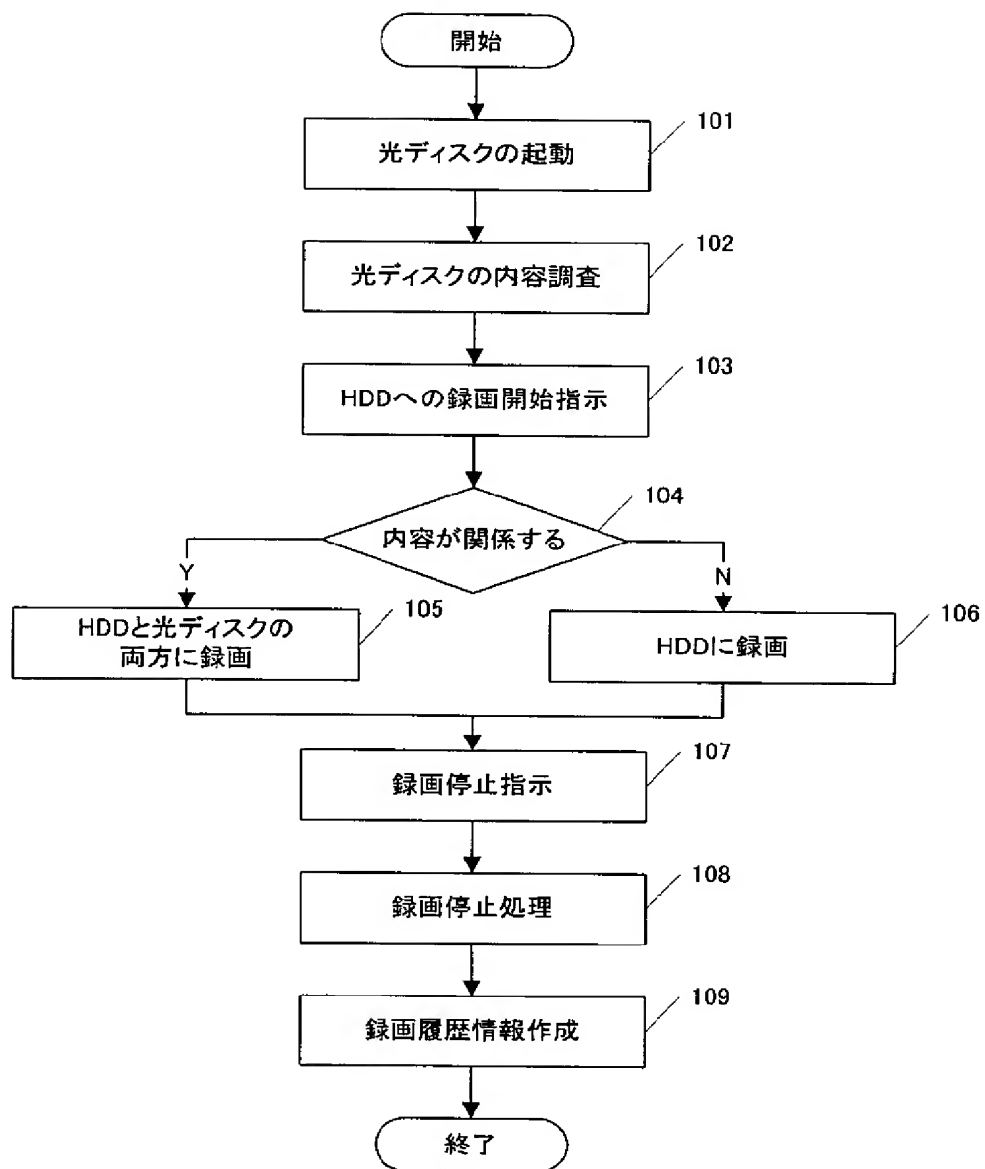 開始
101
光ディスクの起動
102
光ディスクの内容調査
103
HDDへの録画開始指示
104
内容が関係する
Y
N
105
HDDと光ディスクの
両方に録画
106
HDDに録画
107
録画停止指示
108
録画停止処理
109
録画履歴情報作成
終了